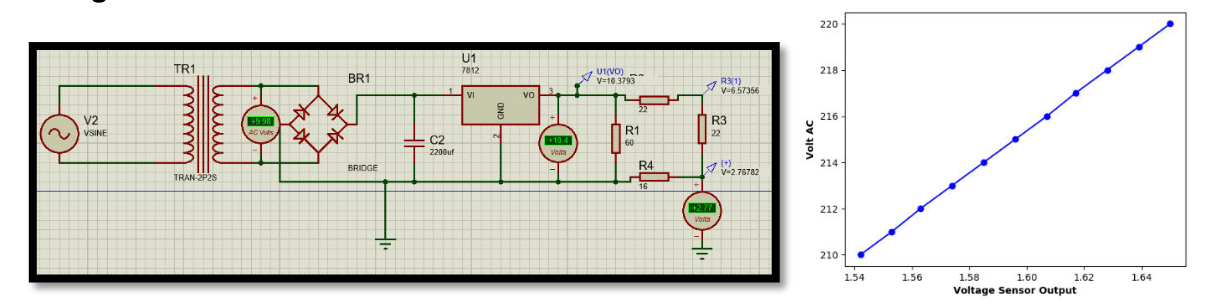 TR1
V2
VSINE
TRAN-2P2S
+9.98
AC Volts
BR1
BRIDGE
C2
2200uf
U1
7812
1
VI
VO
3
GND
2
U1(VO)
V=10.3793
+10.4
Volts
R1
60
22
R3(1)
V=6.57356
R3
22
R4
16
(+)
V=2.76782
+2.77
Volts
Volt AC
220
218
216
214
212
210
1.54
1.56
1.58
1.60
1.62
1.64
Voltage Sensor Output